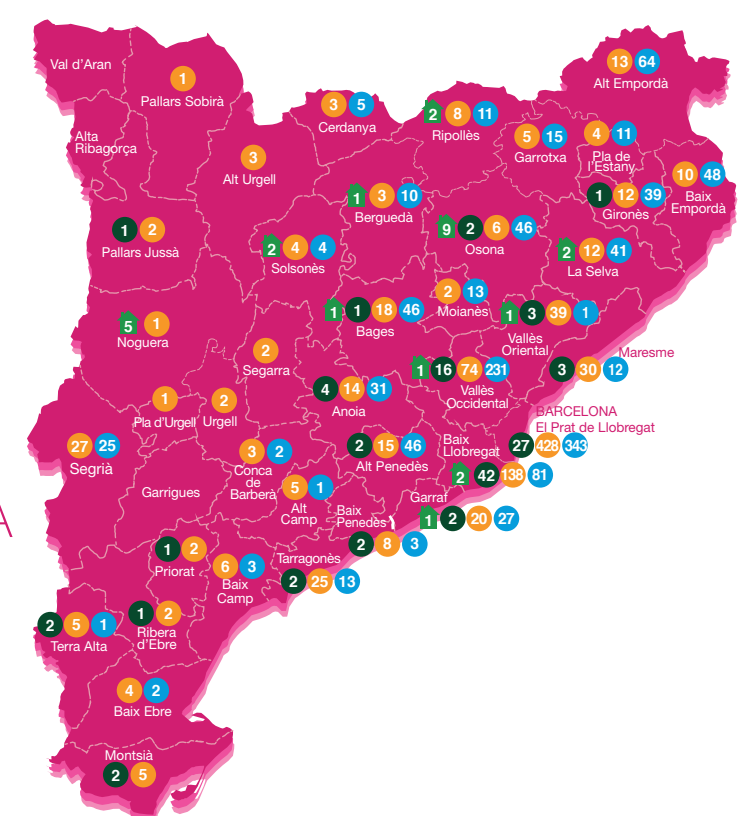 Val d'Aran
1
Pallars Sobirà
13 64
Alt Empordà
3 5
Cerdanya
2 8 11
Ripollès
Alta
Ribagorça
3
Alt Urgell
5 15
Garrotxa
4 11
Pla de
l'Estany
10 48
Baix
Empordà
1 3 10
Berguedà
1 12 39
Gironès
1 2
Pallars Jussà
2 4 4
Solsonès
9 2 6 46
Osona
2 12 41
La Selva
5 1
Noguera
1 1 18 46
Bages
2 13
Moianès
1 3 39 1
Vallès
Oriental
2
Segarra
Maresme
3 30 12
1
Pla d'Urgell
2
Urgell
4 14 31
Anoia
1 16 74 231
Vallès
Occidental
BARCELONA
El Prat de Llobregat
27 428 343
27 25
Segrià
3 2
Conca
de
Barberà
2 15 46
Alt Penedès
Baix
Llobregat
2 42 138 81
Garrigues
5 1
Alt
Camp
Baix
Penedès
2 8 3
Garraf
1 2 20 27
1 2
Priorat
6 3
Baix
Camp
Tarragonès
2 25 13
2 5 1
Terra Alta
1 2
Ribera
d'Ebre
4 2
Baix Ebre
Montsià
2 5